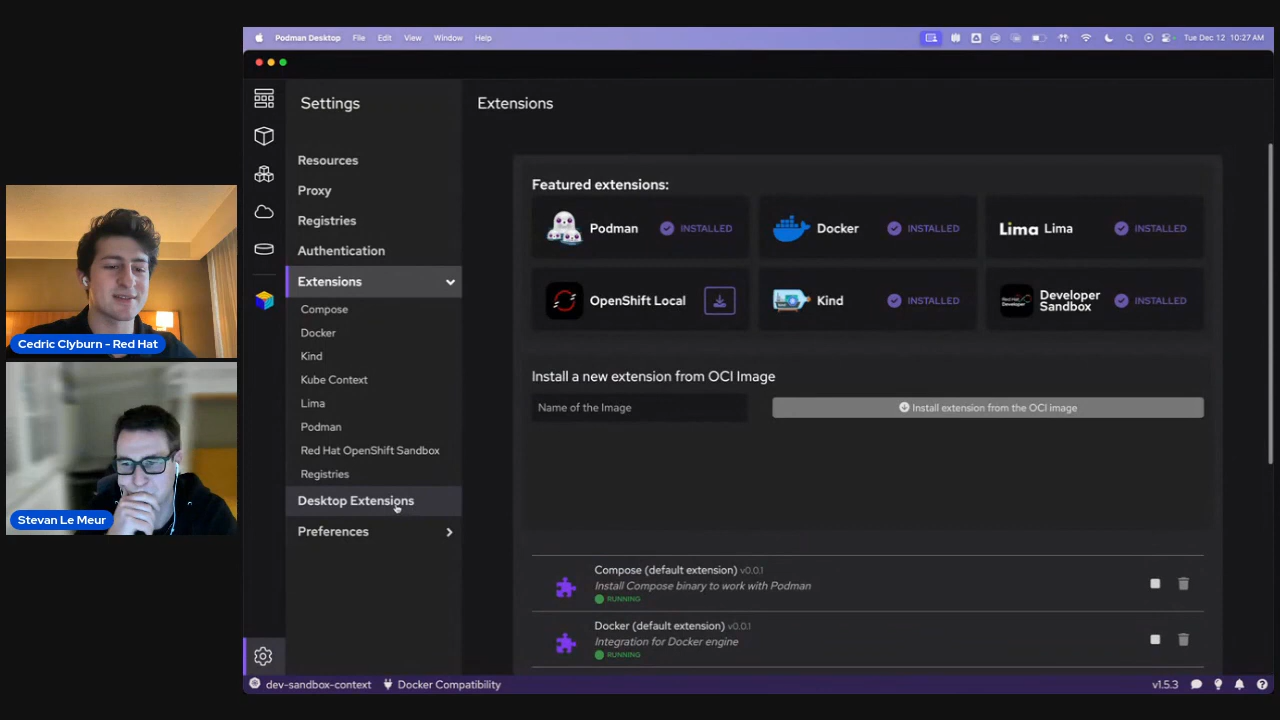 Podman Desktop File Edit View Window Help
Tue Dec 12 10:27 AM
Settings
Resources
Proxy
Registries
Authentication
Extensions
Compose
Docker
Kind
Kube Context
Lima
Podman
Red Hat OpenShift Sandbox
Registries
Desktop Extensions
Preferences
Extensions
Featured extensions:
Podman INSTALLED
Docker INSTALLED
Lima Lima INSTALLED
OpenShift Local
Kind INSTALLED
Red Hat Developer
Developer Sandbox INSTALLED
Install a new extension from OCI Image
Name of the Image
Install extension from the OCI image
Compose (default extension) v0.0.1
Install Compose binary to work with Podman
RUNNING
Docker (default extension) v0.0.1
Integration for Docker engine
RUNNING
dev-sandbox-context Docker Compatibility
v1.5.3
Cedric Clyburn - Red Hat
Stevan Le Meur